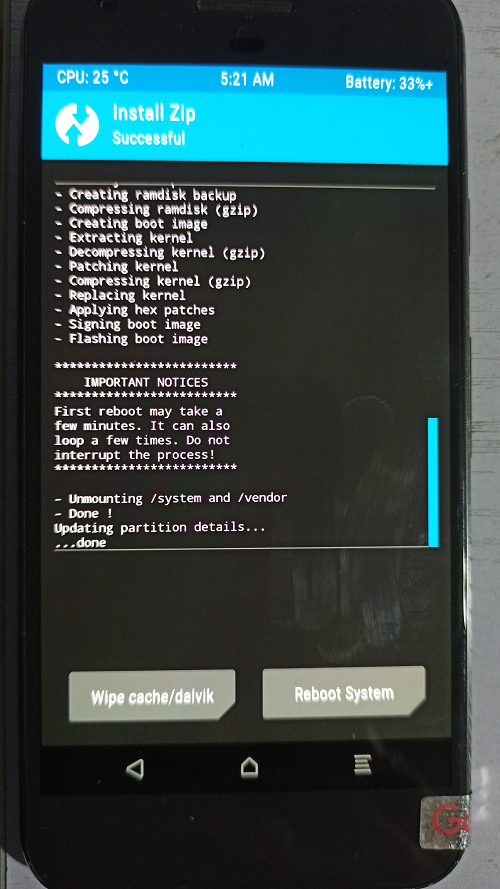 CPU: 25 °C 5:21 AM Battery: 33%+
Install Zip
Successful
- Creating ramdisk backup
- Compressing ramdisk (gzip)
- Creating boot image
- Extracting kernel
- Decompressing kernel (gzip)
- Patching kernel
- Compressing kernel (gzip)
- Replacing kernel
- Applying hex patches
- Signing boot image
- Flashing boot image
************************
IMPORTANT NOTICES
************************
First reboot may take a
few minutes. It can also
loop a few times. Do not
interrupt the process!
************************
- Unmounting /system and /vendor
- Done !
Updating partition details...
...done
Wipe cache/dalvik Reboot System